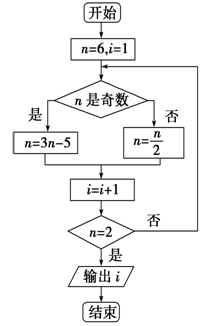 开始
n=6,i=1
n是奇数
是
否
n=3n-5
n=n/2
i=i+1
n=2
否
是
输出i
结束